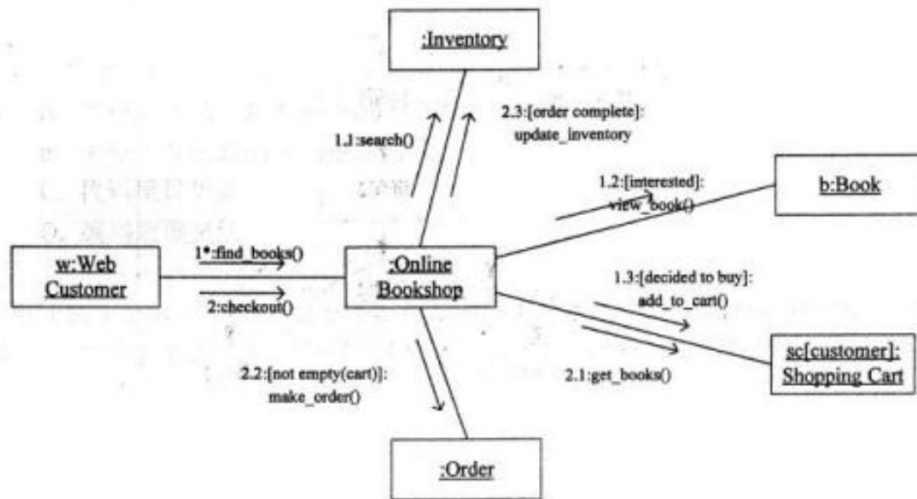 :Inventory
1.1:search()
2.3:[order complete]:
update_inventory
1.2:[interested]:
view_book()
b:Book
w:Web
Customer
1*:find_books()
2:checkout()
:Online
Bookshop
1.3:[decided to buy]:
add_to_cart()
sc[customer]:
Shopping Cart
2.1:get_books()
2.2:[not empty(cart)]:
make_order()
:Order